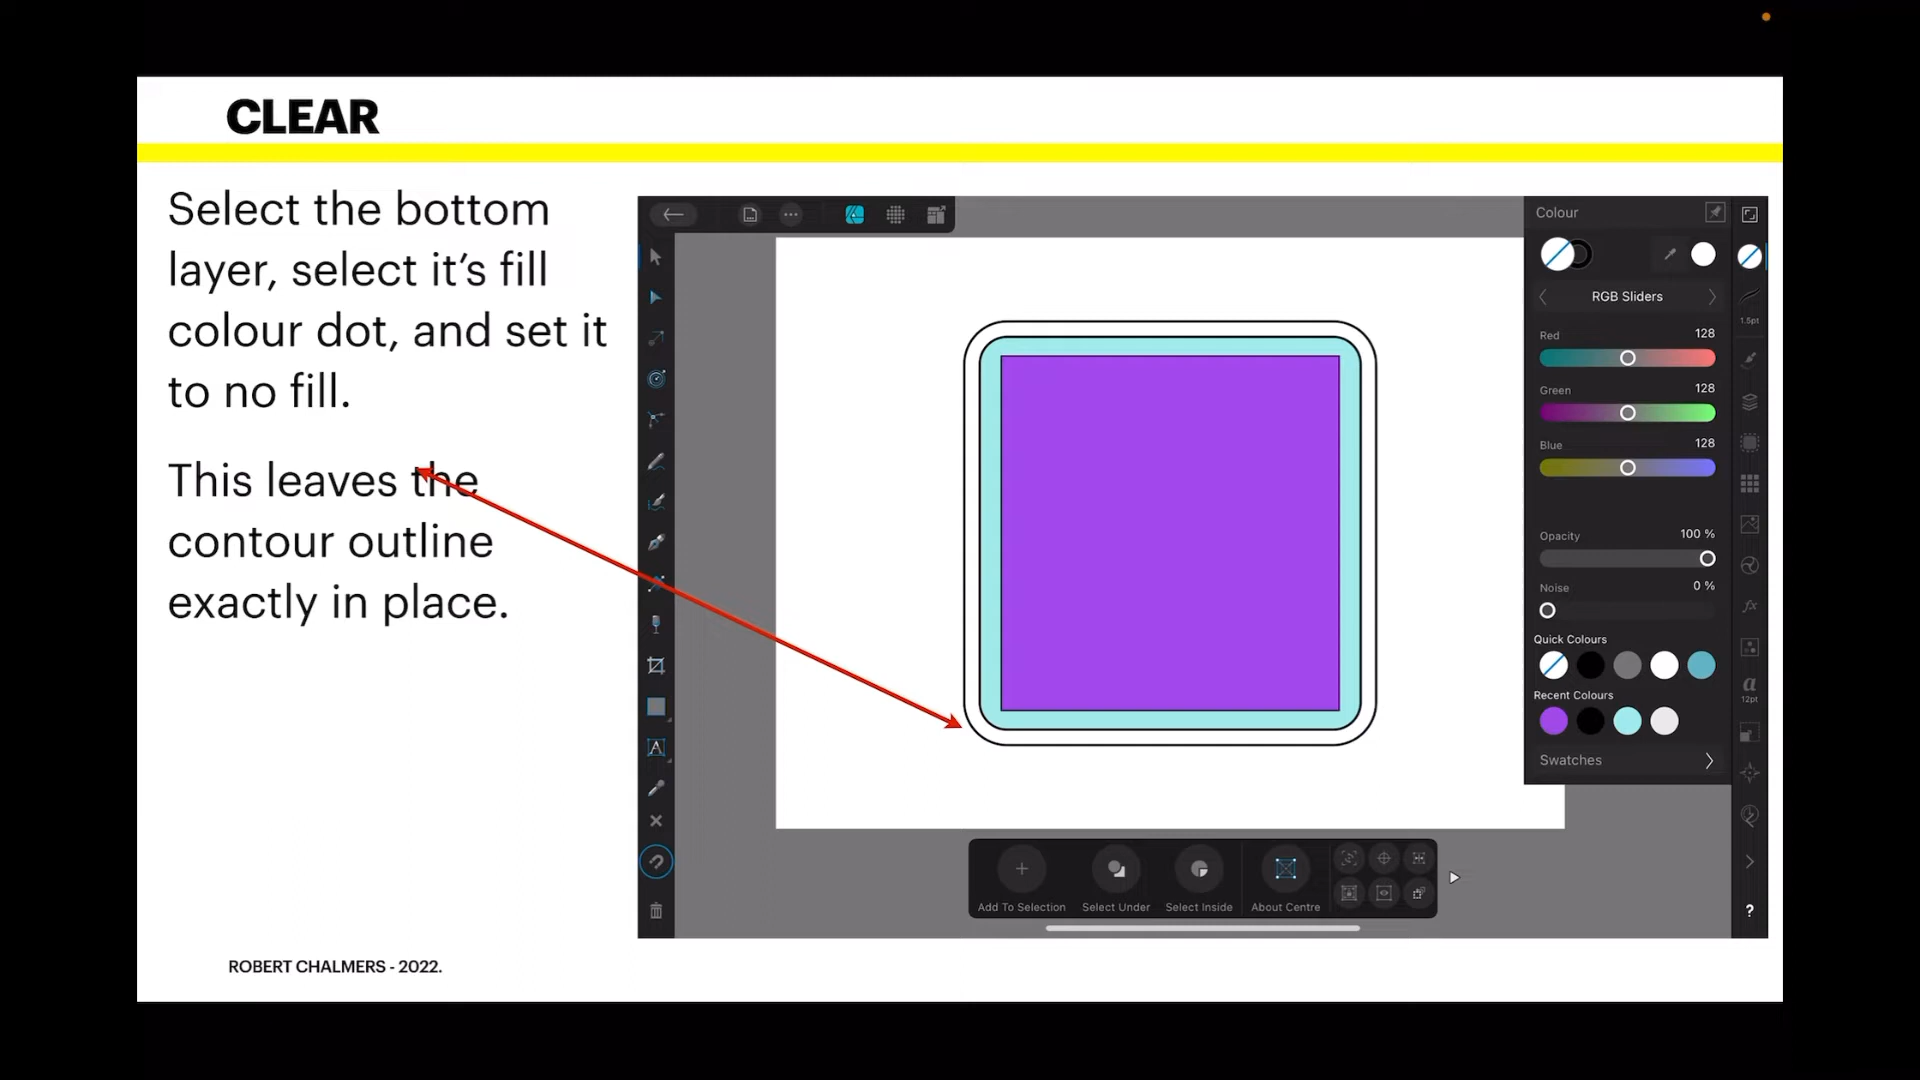 CLEAR
Select the bottom
layer, select it’s fill
colour dot, and set it
to no fill.
This leaves the
contour outline
exactly in place.
Colour
RGB Sliders
Red 128
Green 128
Blue 128
Opacity 100 %
Noise 0 %
Quick Colours
Recent Colours
Swatches
1.5pt
fx
a
12pt
?
A
Add To Selection Select Under Select Inside About Centre
ROBERT CHALMERS - 2022.